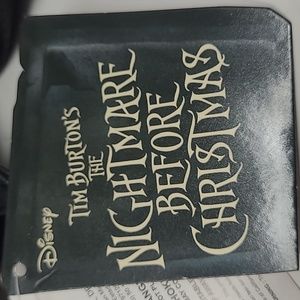 Disney
TIM BURTON'S
THE
NIGHTMARE
BEFORE
CHRISTMAS